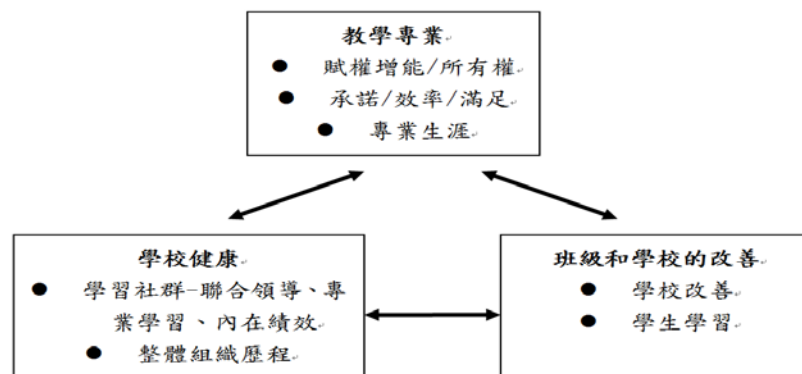 教學專業
● 賦權增能/所有權
● 承諾/效率/滿足
● 專業生涯
學校健康
● 學習社群-聯合領導、專
業學習、內在績效
● 整體組織歷程
班級和學校的改善
● 學校改善
● 學生學習